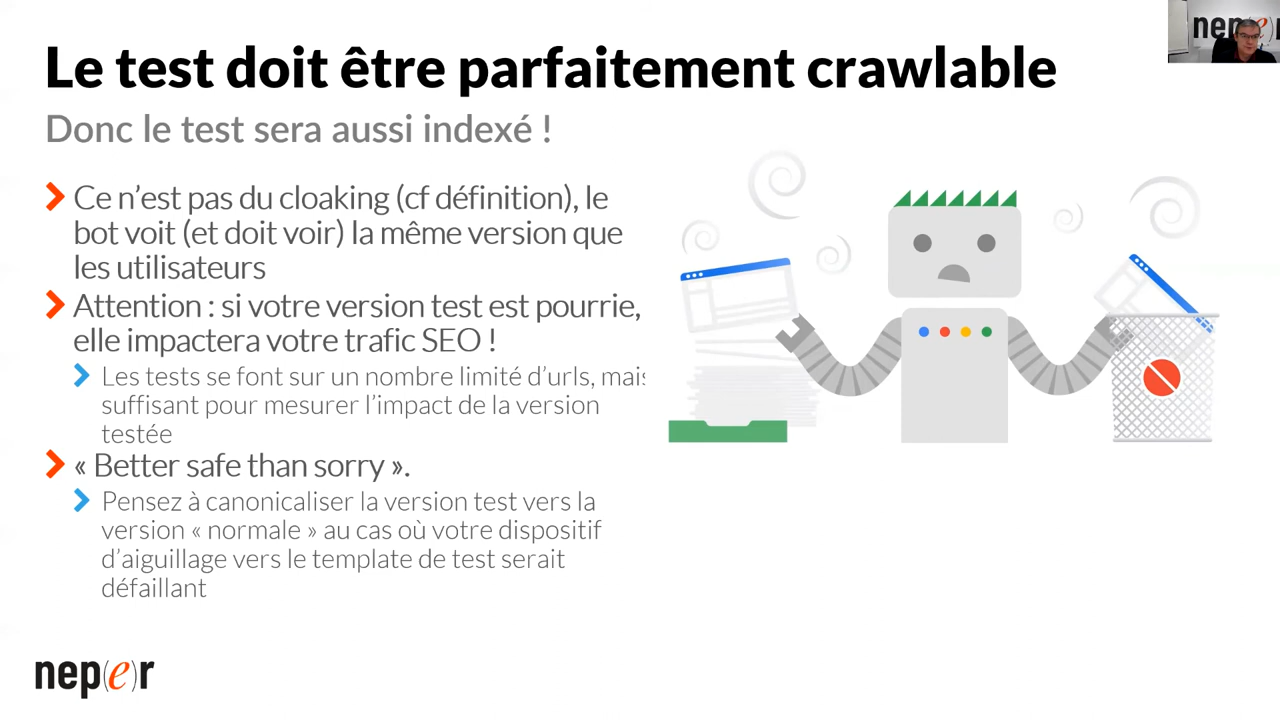 Le test doit être parfaitement crawlable
Donc le test sera aussi indexé !
Ce n’est pas du cloaking (cf définition), le
bot voit (et doit voir) la même version que
les utilisateurs
Attention : si votre version test est pourrie,
elle impactera votre trafic SEO !
Les tests se font sur un nombre limité d’urls, mais
suffisant pour mesurer l’impact de la version
testée
« Better safe than sorry ».
Pensez à canonicaliser la version test vers la
version « normale » au cas où votre dispositif
d’aiguillage vers le template de test serait
défaillant
nep(e)r
nep(e)r